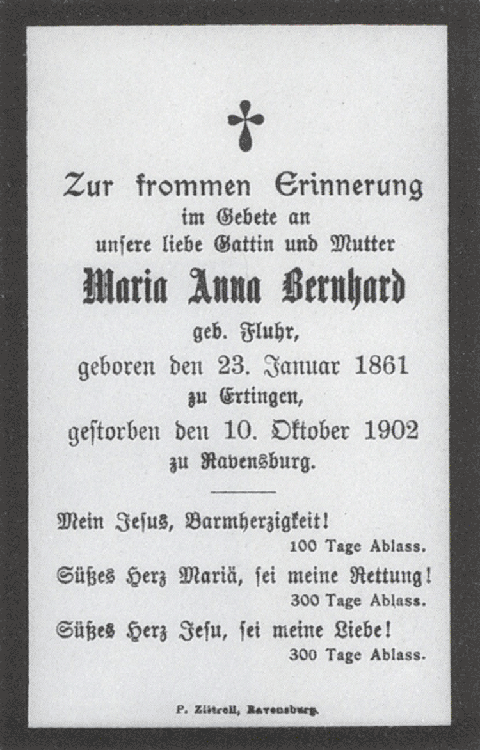 Zur frommen Erinnerung
im Gebete an
unsere liebe Gattin und Mutter
Maria Anna Bernhard
geb. Fluhr,
geboren den 23. Januar 1861
zu Ertingen,
gestorben den 10. Oktober 1902
zu Ravensburg.
Mein Jesus, Barmherzigkeit!
100 Tage Ablass.
Süßes Herz Mariä, sei meine Rettung!
300 Tage Ablass.
Süßes Herz Jesu, sei meine Liebe!
300 Tage Ablass.
P. Zittrell, Ravensburg.